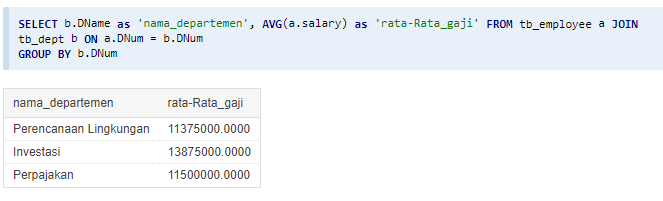 SELECT b.DName as 'nama_departemen', AVG(a.salary) as 'rata-Rata_gaji' FROM tb_employee a JOIN
tb_dept b ON a.DNum = b.DNum
GROUP BY b.DNum
nama_departemen rata-Rata_gaji
Perencanaan Lingkungan 11375000.0000
Investasi 13875000.0000
Perpajakan 11500000.0000